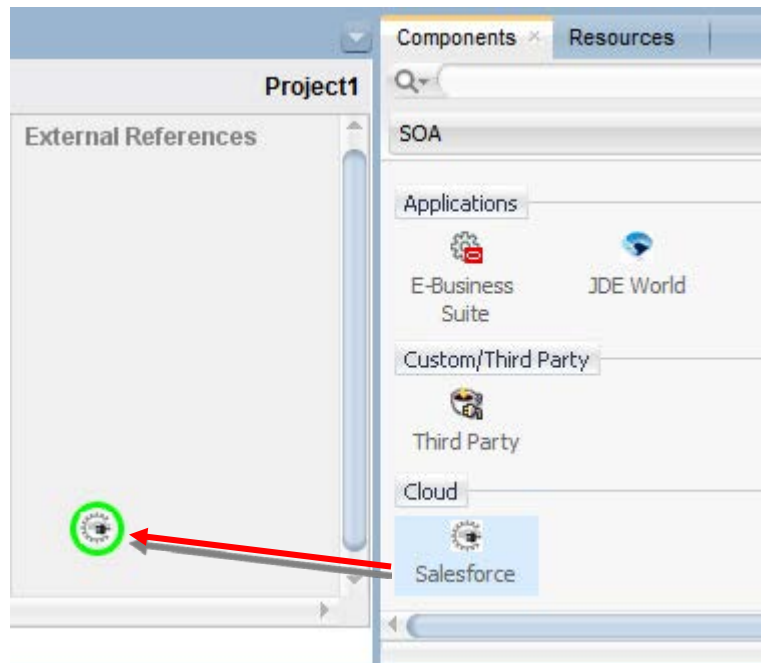 Project1
External References
Components
Resources
SOA
Applications
E-Business
Suite
JDE World
Custom/Third Party
Third Party
Cloud
Salesforce